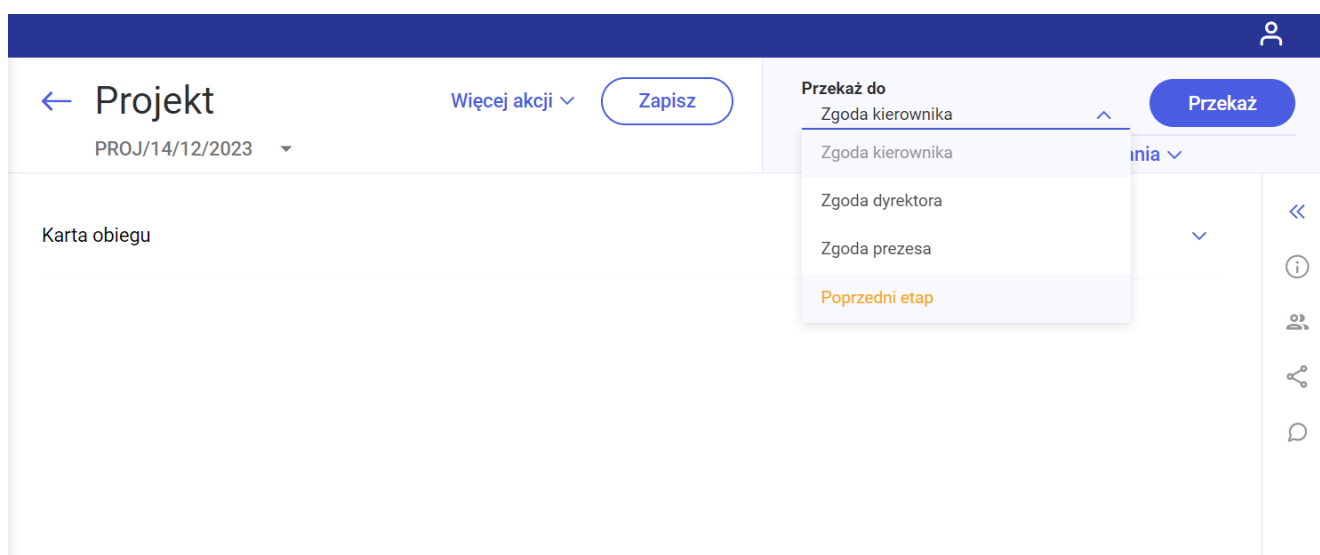 Projekt
Więcej akcji
Zapisz
PROJ/14/12/2023
Przekaż do
Zgoda kierownika
Przekaż
Zgoda kierownika
Zgoda dyrektora
Zgoda prezesa
Poprzedni etap
Karta obiegu